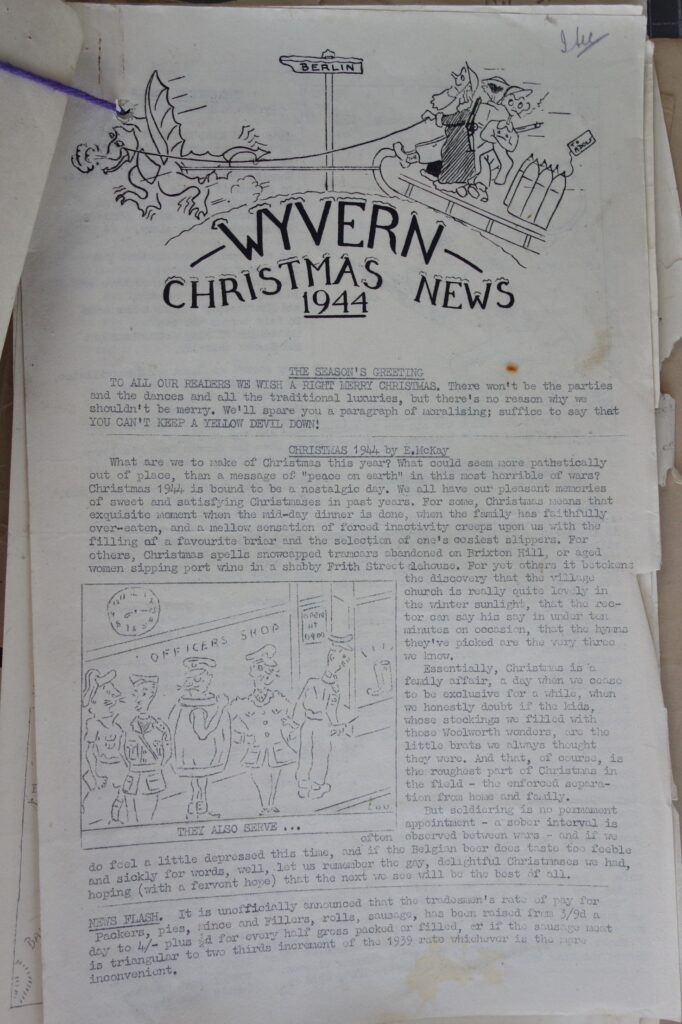 BERLIN
WYVERN
CHRISTMAS NEWS
1944
THE SEASON'S GREETING
TO ALL OUR READERS WE WISH A RIGHT MERRY CHRISTMAS. There won't be the parties
and the dances and all the traditional luxuries, but there's no reason why we
shouldn't be merry. We'll spare you a paragraph of moralising; suffice to say that
YOU CAN'T KEEP A YELLOW DEVIL DOWN!
CHRISTMAS 1944 by E.McKay
What are we to make of Christmas this year? What could seem more pathetically
out of place, than a message of "peace on earth" in this most horrible of wars?
Christmas 1944 is bound to be a nostalgic day. We all have our pleasant memories
of sweet and satisfying Christmases in past years. For some, Christmas means that
exquisite moment when the mid-day dinner is done, when the family has faithfully
over-eaten, and a mellow sensation of forced inactivity creeps upon us with the
filling of a favourite briar and the selection of one's cosiest slippers. For
others, Christmas spells snowcapped tramcars abandoned on Brixton Hill, or aged
women sipping port wine in a shabby Frith Street alehouse. For yet others it betokens
the discovery that the village
church is really quite lovely in
the winter sunlight, that the rec-
tor can say his say in under ten
minutes on occasion, that the hymns
they've picked are the very three
we know.
Essentially, Christmas is a
family affair, a day when we cease
to be exclusive for a while, when
we honestly doubt if the kids,
whose stockings we filled with
those Woolworth wonders, are the
little brats we always thought
they were. And that, of course, is
the roughest part of Christmas in
the field - the enforced separa-
tion from home and family.
But soldiering is no permanent
appointment - a sober interval is
often observed between wars - and if we
do feel a little depressed this time, and if the Belgian beer does taste too feeble
and sickly for words, well, let us remember the gay, delightful Christmases we had,
hoping (with a fervent hope) that the next we see will be the best of all.
OFFICERS SHOP
OPEN
AT
0900
THEY ALSO SERVE ...
NEWS FLASH. It is unofficially announced that the tradesmen's rate of pay for
Packers, pies, mince and Fillers, rolls, sausage, has been raised from 3/9d a
day to 4/- plus ½d for every half gross packed or filled, or if the sausage meat
is triangular to two thirds increment of the 1939 rate whichever is the more
inconvenient.